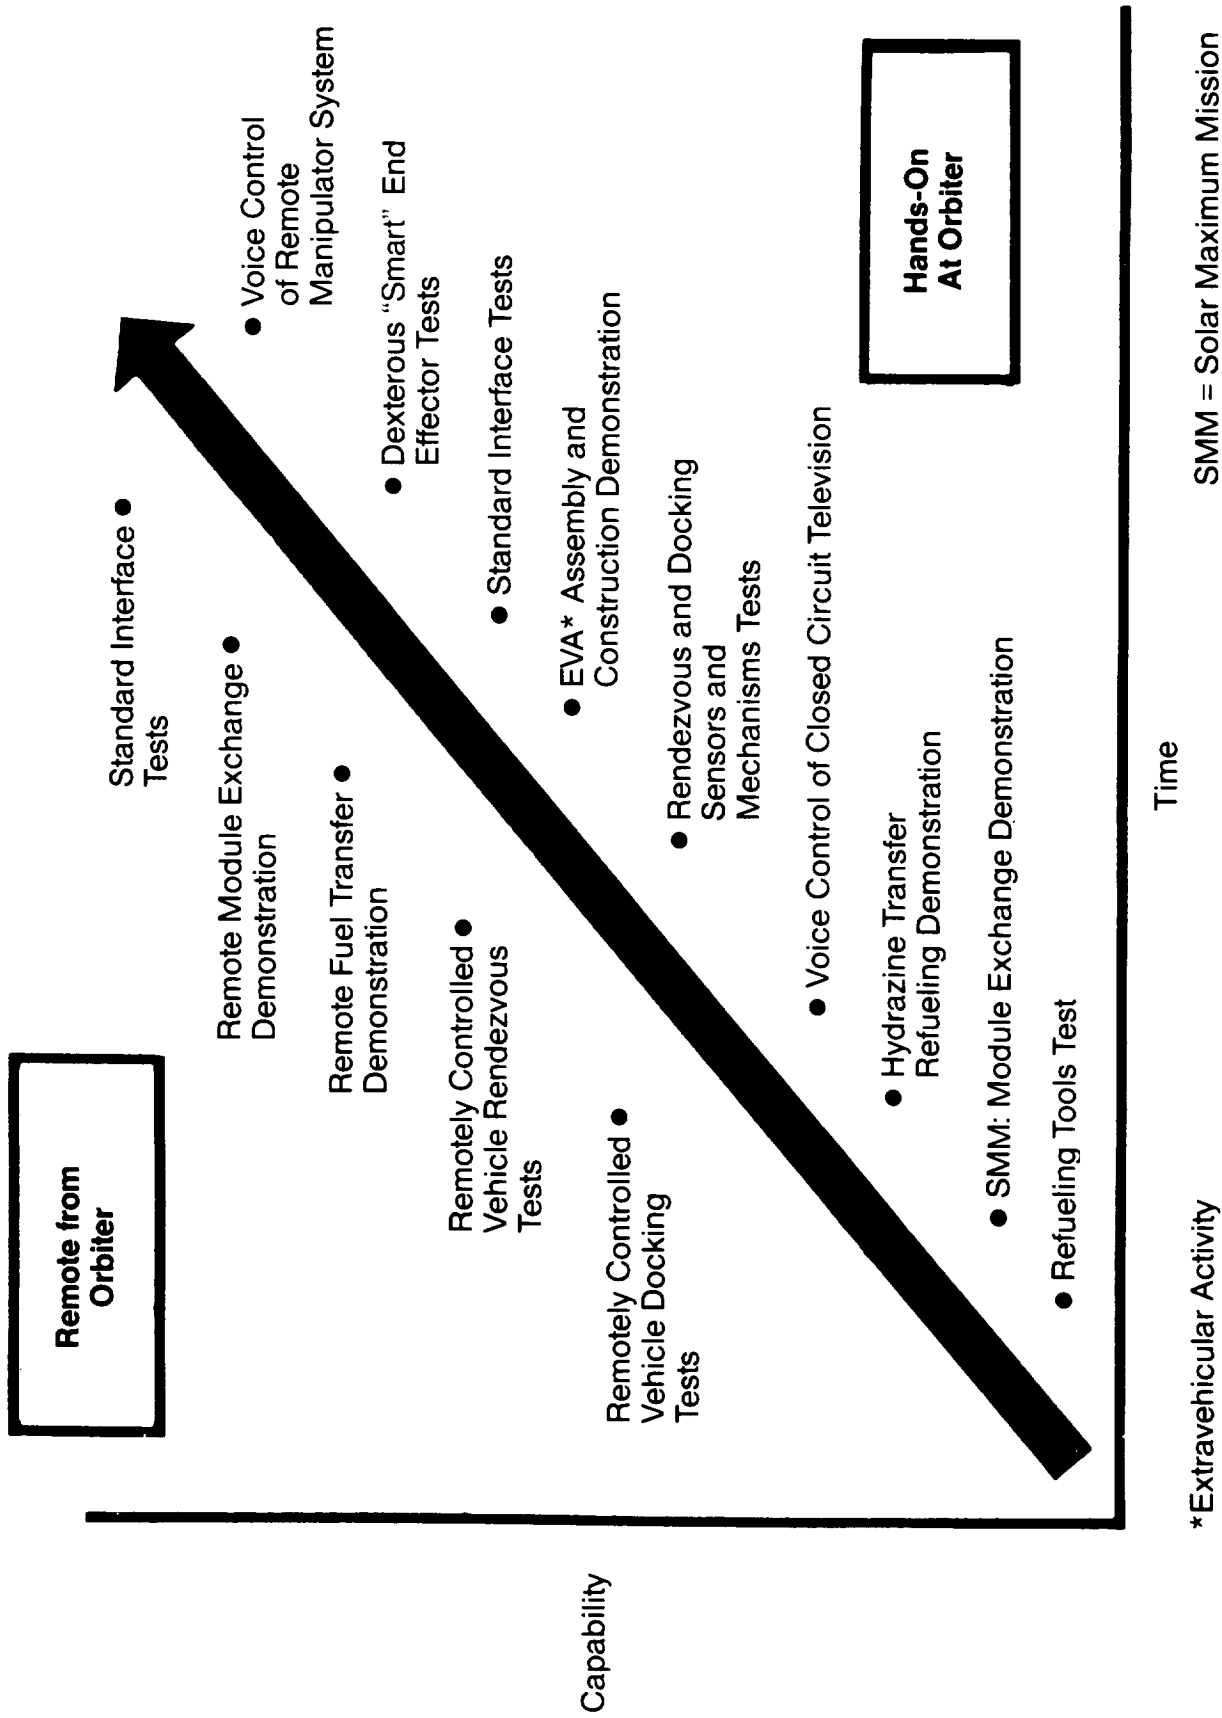 Remote from
Orbiter
Standard Interface
Tests
Remote Module Exchange
Demonstration
Remote Fuel Transfer
Demonstration
Remotely Controlled
Vehicle Rendezvous
Tests
Remotely Controlled
Vehicle Docking
Tests
Voice Control
of Remote
Manipulator System
Dexterous “Smart” End
Effector Tests
Standard Interface Tests
EVA* Assembly and
Construction Demonstration
Rendezvous and Docking
Sensors and
Mechanisms Tests
Voice Control of Closed Circuit Television
Hydrazine Transfer
Refueling Demonstration
SMM: Module Exchange Demonstration
Refueling Tools Test
Hands-On
At Orbiter
Capability
Time
*Extravehicular Activity
SMM = Solar Maximum Mission